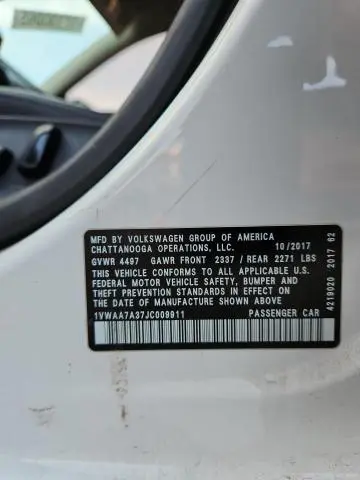 MFD BY VOLKSWAGEN GROUP OF AMERICA
CHATTANOOGA OPERATIONS, LLC. 10/2017
GVWR 4497 GAWR FRONT 2337 / REAR 2271 LBS
THIS VEHICLE CONFORMS TO ALL APPLICABLE U.S.
FEDERAL MOTOR VEHICLE SAFETY, BUMPER AND
THEFT PREVENTION STANDARDS IN EFFECT ON
THE DATE OF MANUFACTURE SHOWN ABOVE
1VWAA7A37JC009911 PASSENGER CAR
4219020 2017 62